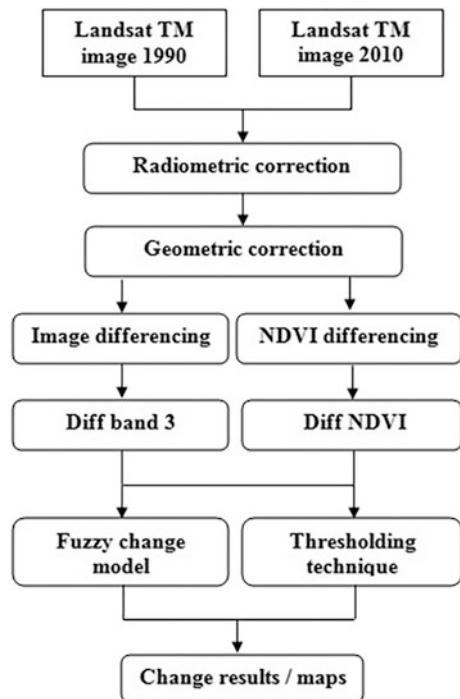 Landsat TM
image 1990
Landsat TM
image 2010
Radiometric correction
Geometric correction
Image differencing
NDVI differencing
Diff band 3
Diff NDVI
Fuzzy change
model
Thresholding
technique
Change results / maps